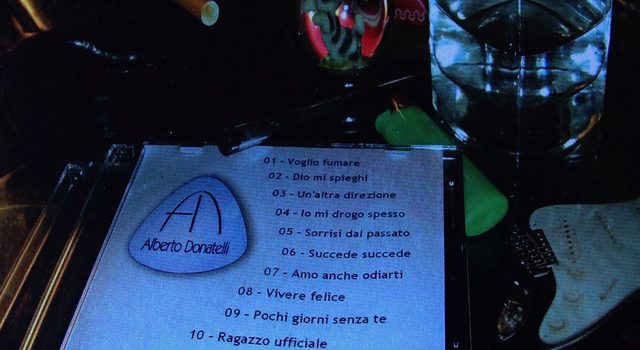 01 - Voglio fumare
02 - Dio mi spieghi
03 - Un'altra direzione
04 - Io mi drogo spesso
05 - Sorrisi dal passato
06 - Succede succede
07 - Amo anche odiarti
08 - Vivere felice
09 - Pochi giorni senza te
10 - Ragazzo ufficiale
AD
Alberto Donatelli